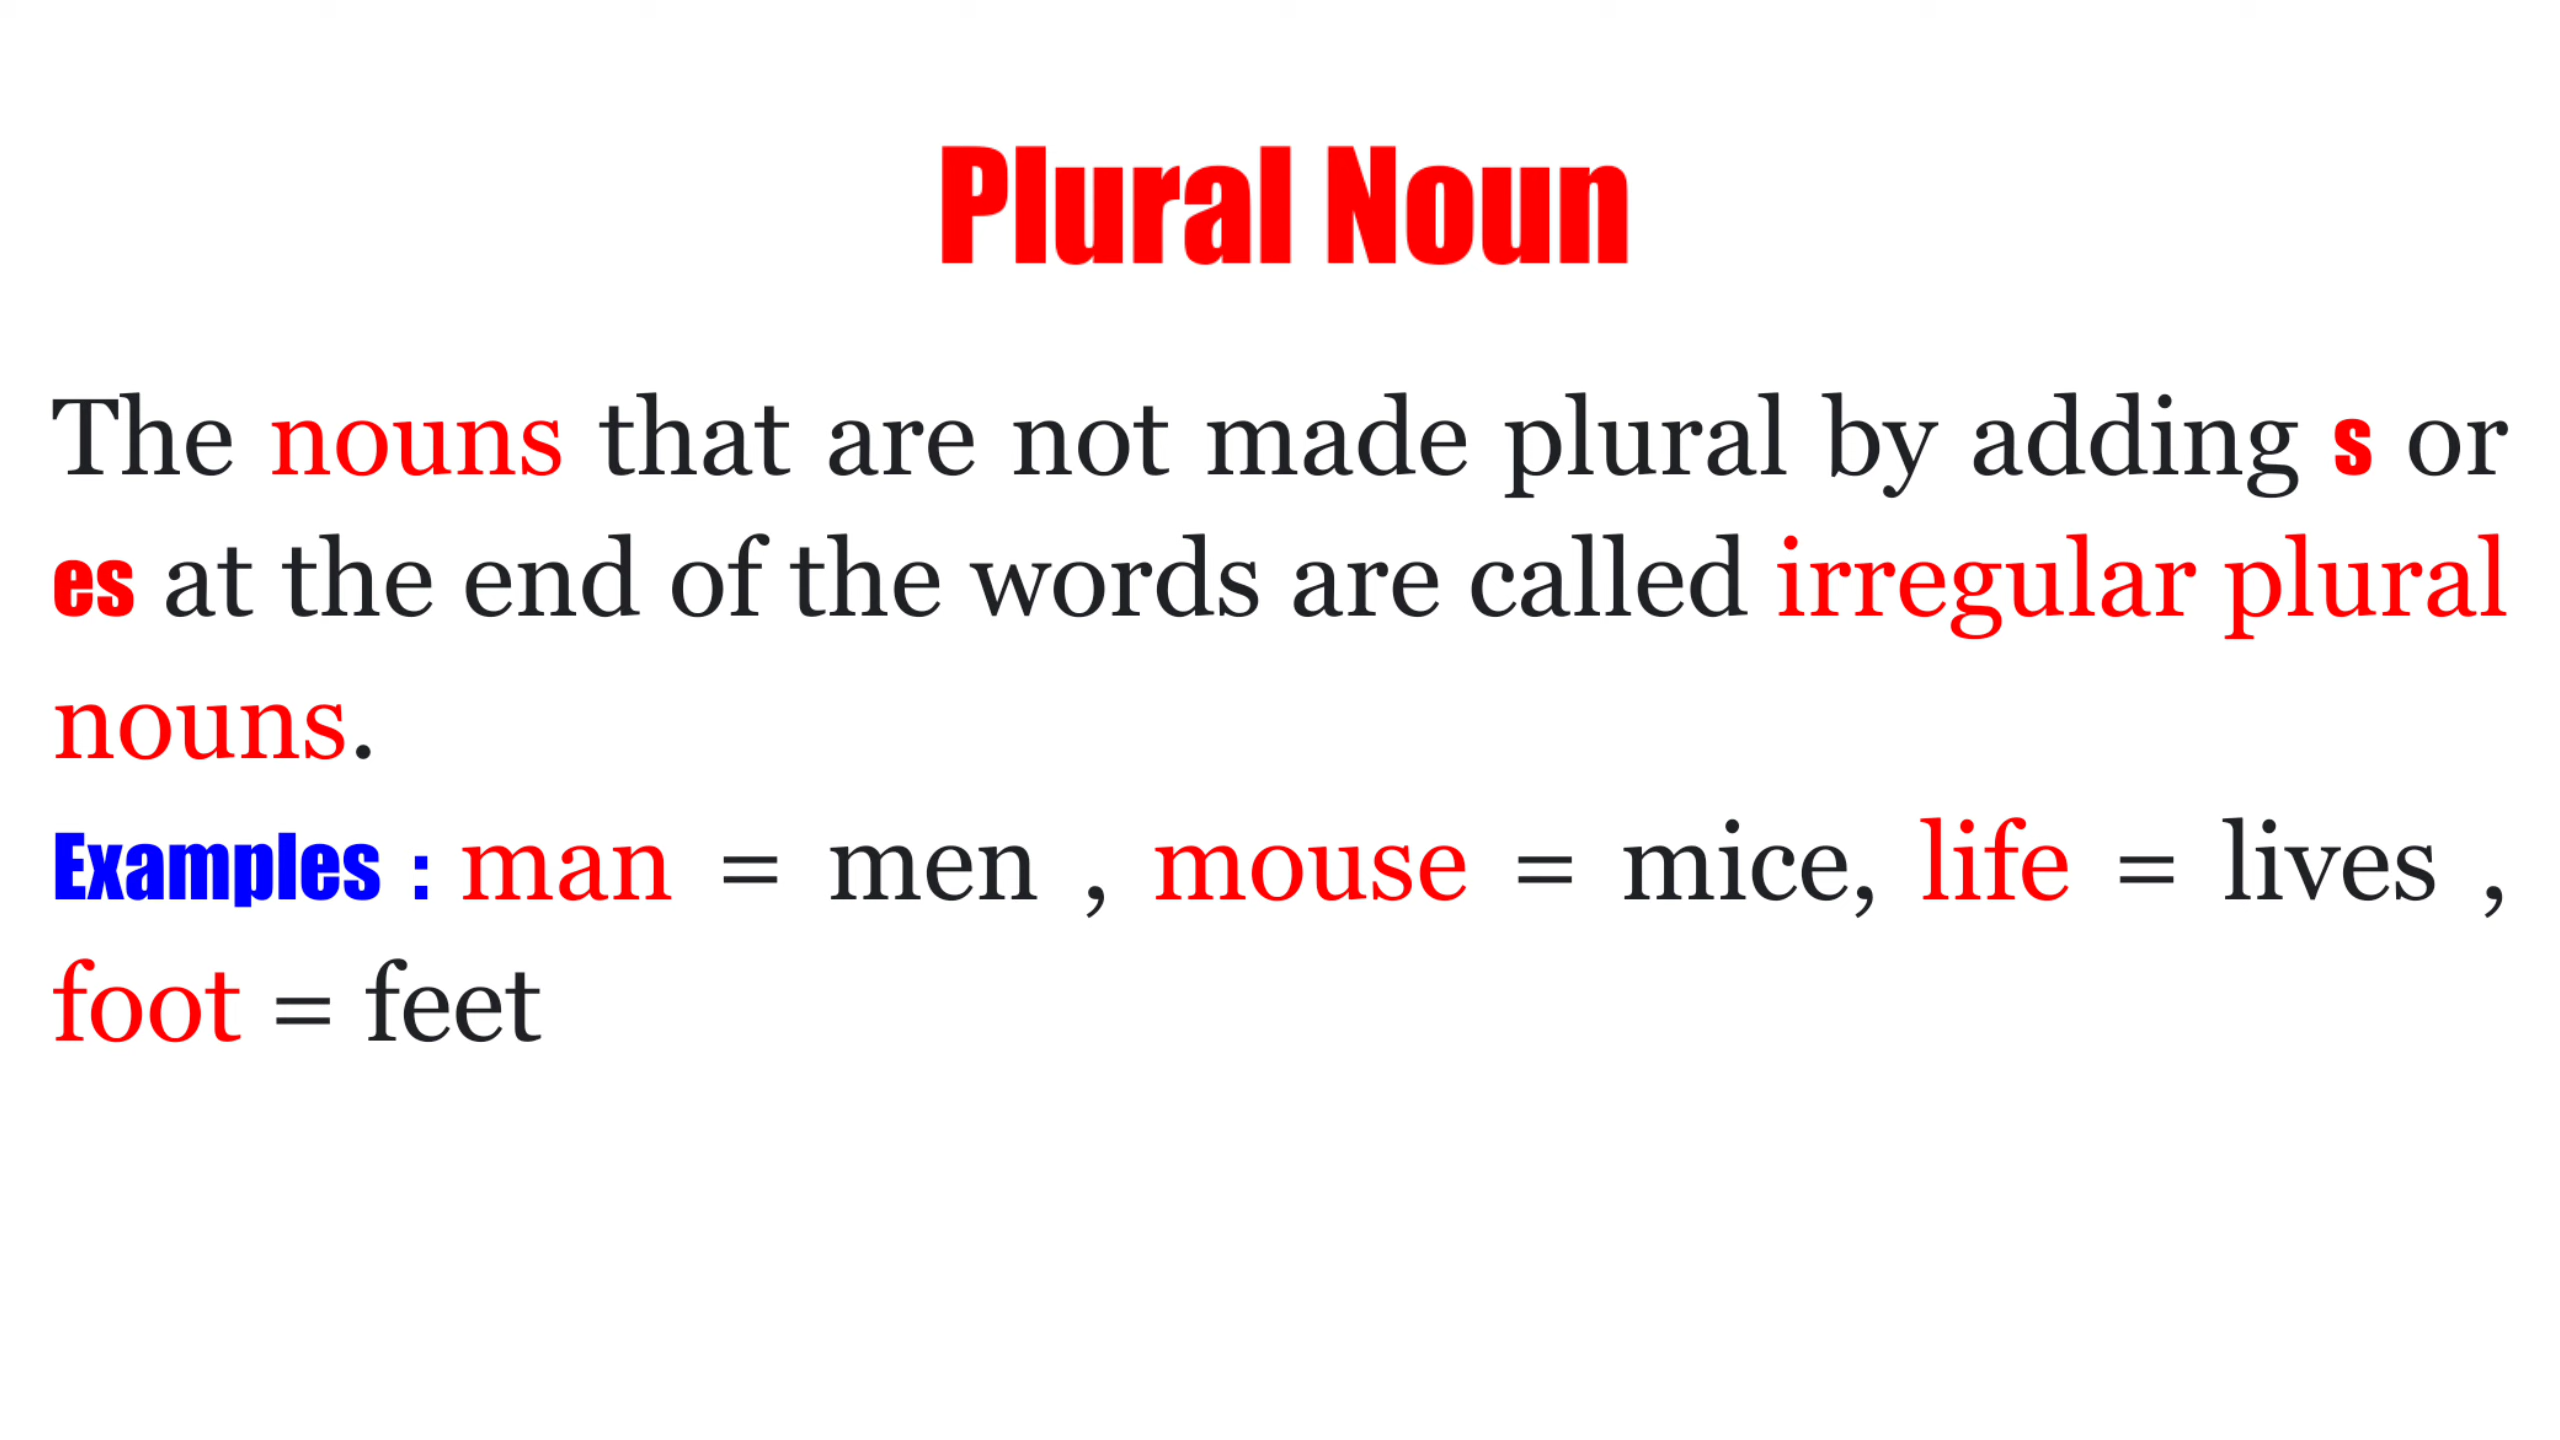 Plural Noun
The nouns that are not made plural by adding s or
es at the end of the words are called irregular plural
nouns.
Examples : man = men , mouse = mice, life = lives ,
foot = feet